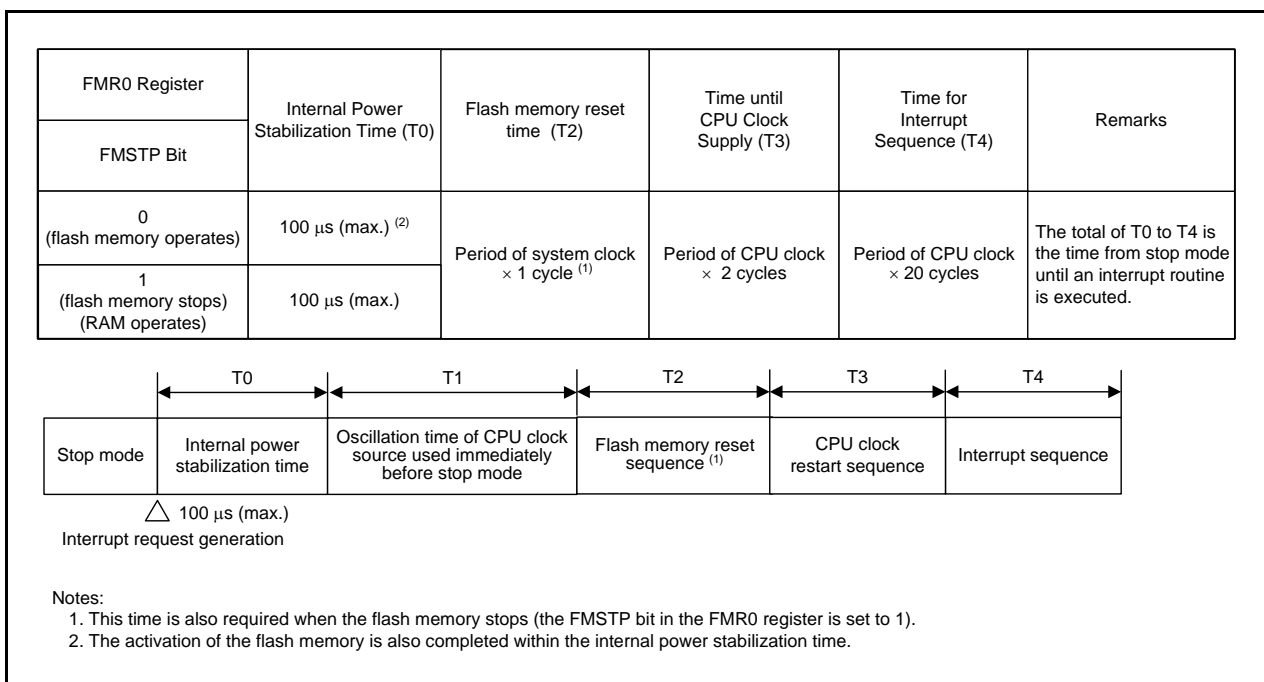 FMR0 Register
FMSTP Bit
Internal Power
Stabilization Time (T0)
Flash memory reset
time (T2)
Time until
CPU Clock
Supply (T3)
Time for
Interrupt
Sequence (T4)
Remarks
0
(flash memory operates)
100 μs (max.) (2)
1
(flash memory stops)
(RAM operates)
100 μs (max.)
Period of system clock
× 1 cycle (1)
Period of CPU clock
× 2 cycles
Period of CPU clock
× 20 cycles
The total of T0 to T4 is
the time from stop mode
until an interrupt routine
is executed.
T0
T1
T2
T3
T4
Stop mode
Internal power
stabilization time
Oscillation time of CPU clock
source used immediately
before stop mode
Flash memory reset
sequence (1)
CPU clock
restart sequence
Interrupt sequence
100 μs (max.)
Interrupt request generation
Notes:
1. This time is also required when the flash memory stops (the FMSTP bit in the FMR0 register is set to 1).
2. The activation of the flash memory is also completed within the internal power stabilization time.